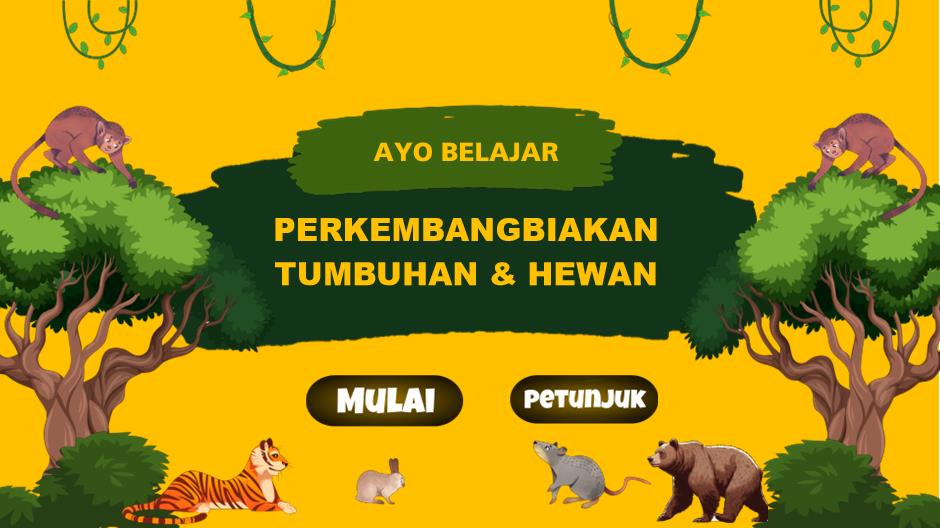 AYO BELAJAR
PERKEMBANGBIAKAN
TUMBUHAN & HEWAN
MULAI
PETUNJUK